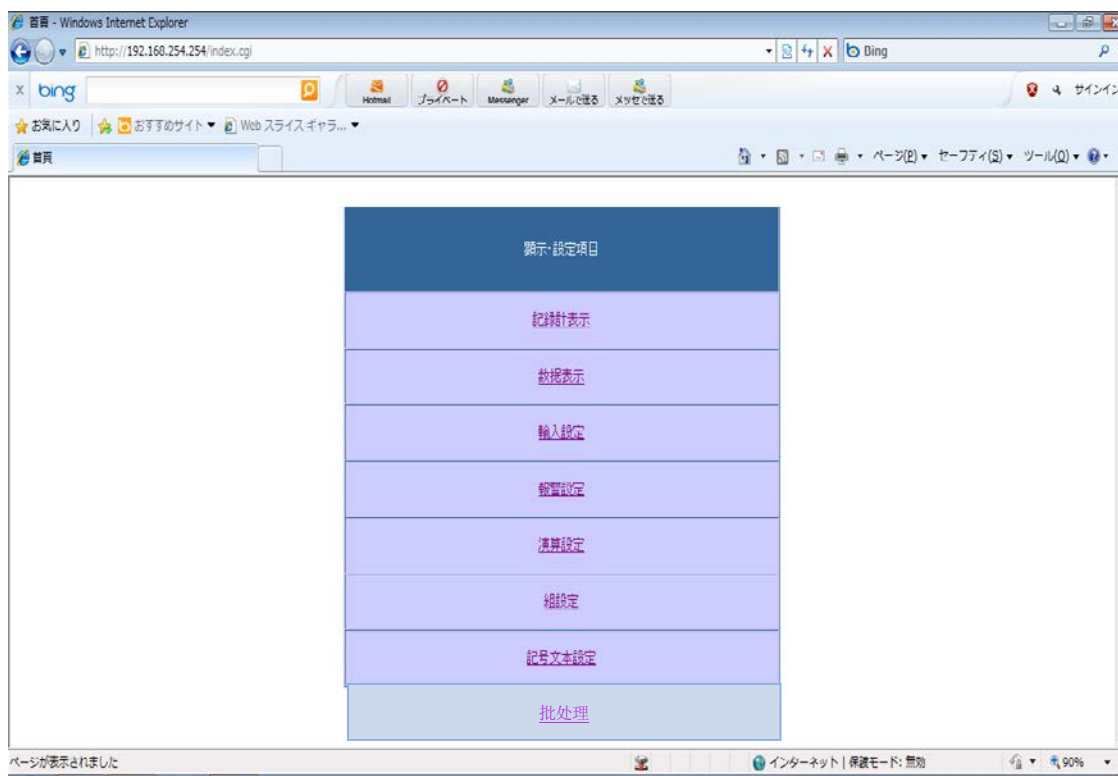 首頁 - Windows Internet Explorer
http://192.168.254.254/index.cgi
Bing
x bing
Hotmail プライベート Messenger メールで送る メッセで送る
サインイン
お気に入り おすすめサイト ▼ Web スライス ギャラ... ▼
首頁
ページ(P) ▼ セーフティ(S) ▼ ツール(O) ▼
顕示・設定項目
記録計表示
数据表示
輸入設定
報警設定
演算設定
組設定
記号文本設定
批处理
ページが表示されました
インターネット | 保護モード: 無効
90%